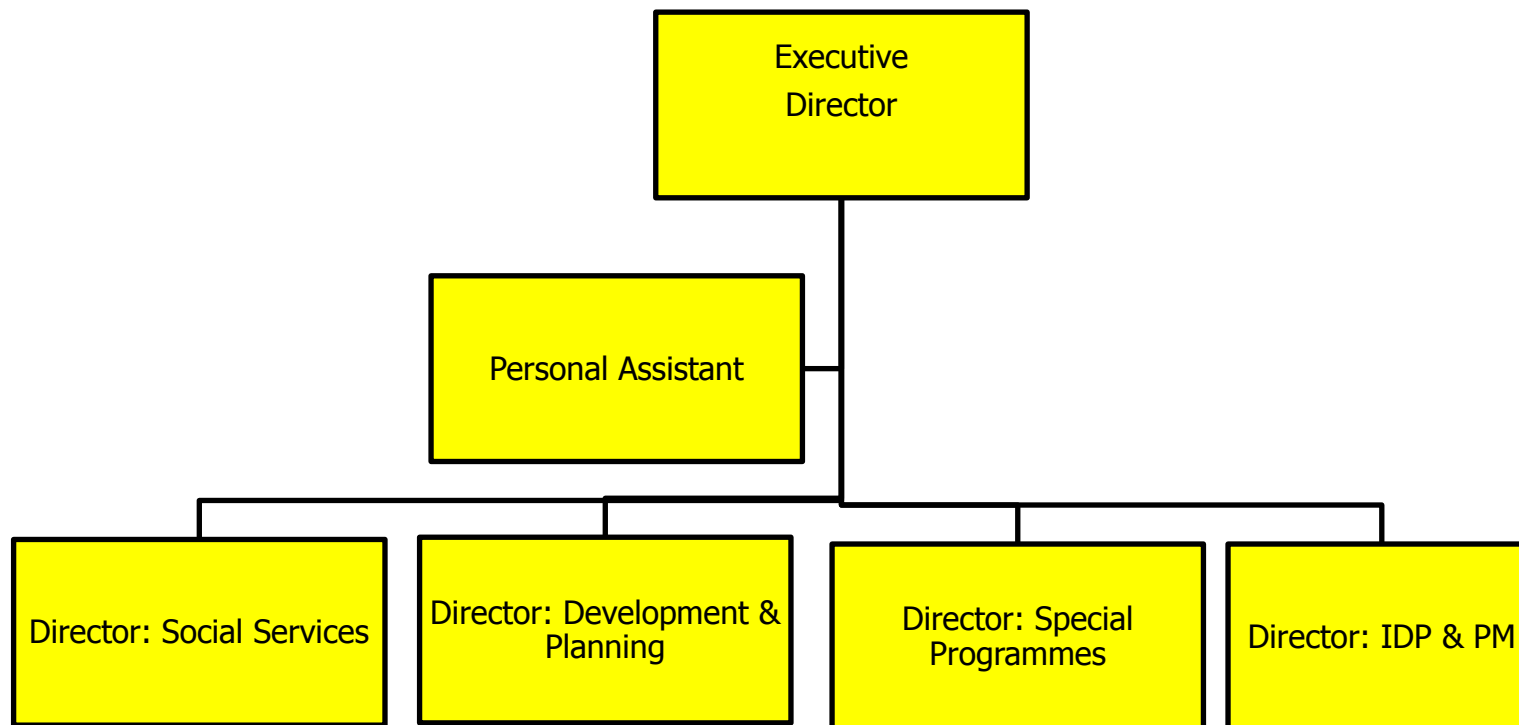 Executive
Director
Personal Assistant
Director: Social Services
Director: Development &
Planning
Director: Special
Programmes
Director: IDP & PM